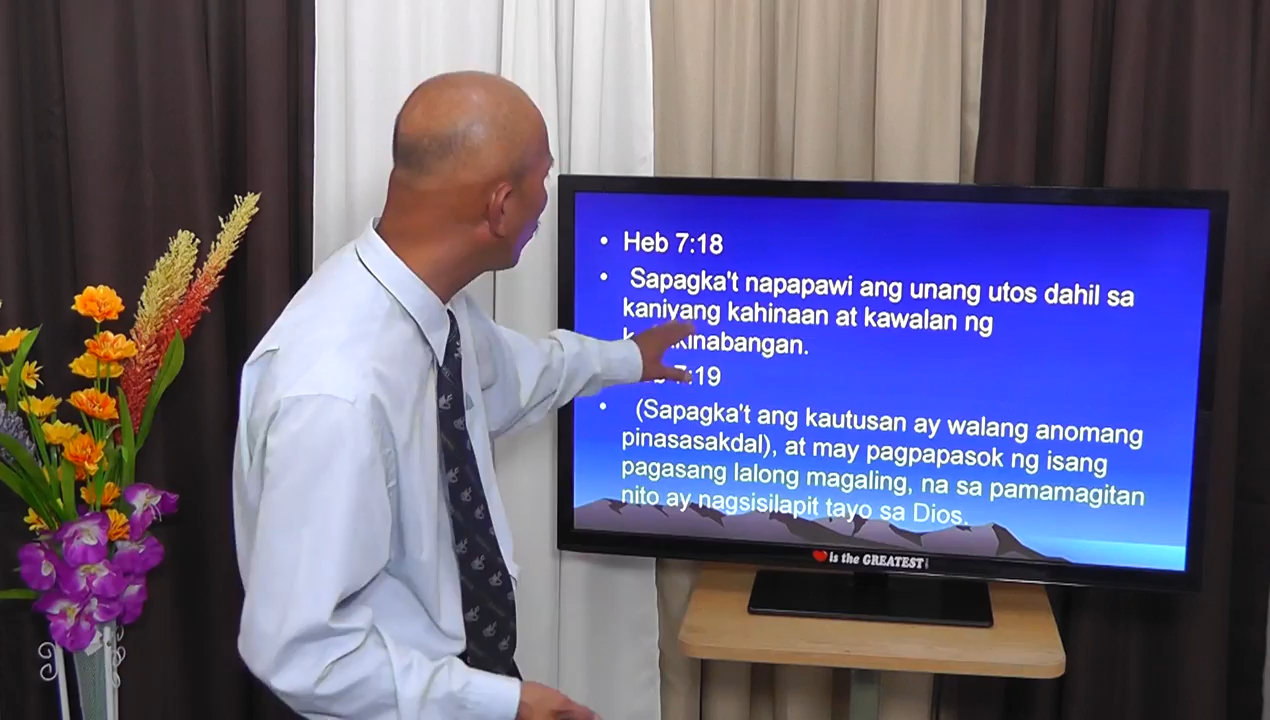 Heb 7:18
Sapagka't napapawi ang unang utos dahil sa
kaniyang kahinaan at kawalan ng
kinabangan.
7:19
(Sapagka't ang kautusan ay walang anomang
pinasasakdal), at may pagpapasok ng isang
pagasang lalong magaling, na sa pamamagitan
nito ay nagsisilapit tayo sa Dios.
is the GREATEST